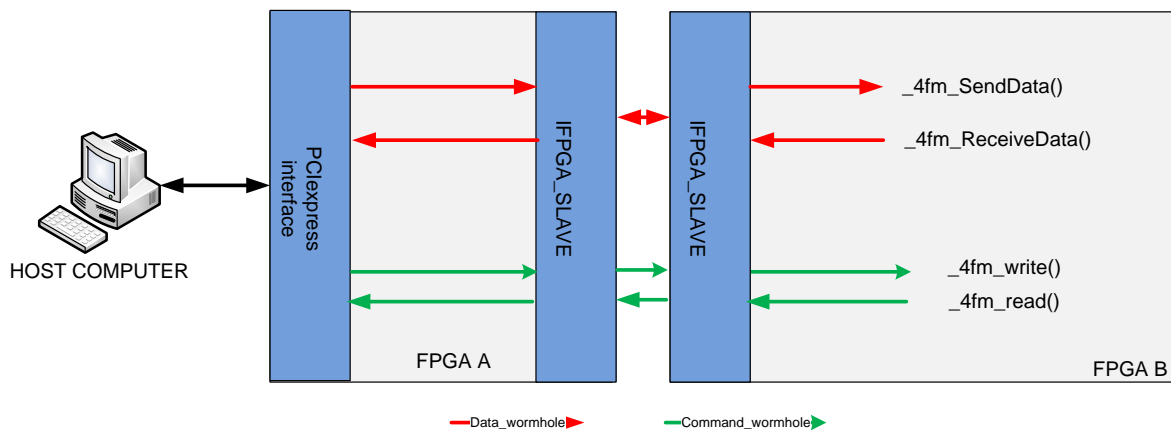 HOST COMPUTER
PCIexpress
interface
IFPGA_SLAVE
FPGA A
IFPGA_SLAVE
_4fm_SendData()
_4fm_ReceiveData()
_4fm_write()
_4fm_read()
FPGA B
Data_wormhole
Command_wormhole